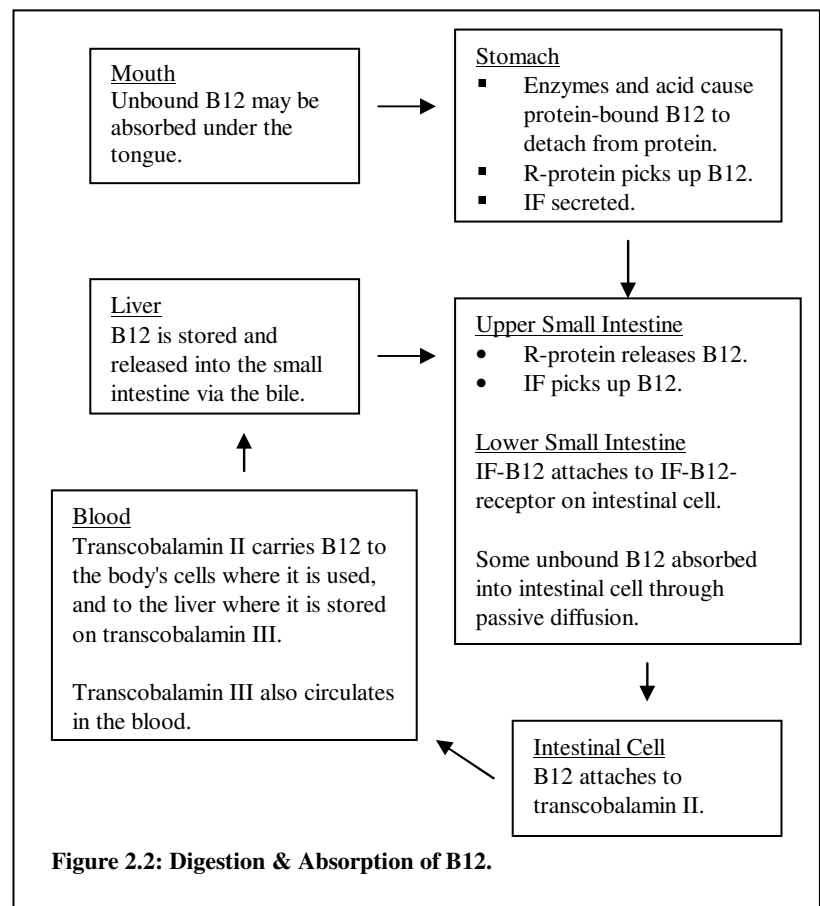 Mouth
Unbound B12 may be
absorbed under the
tongue.
Stomach
▪ Enzymes and acid cause
protein-bound B12 to
detach from protein.
▪ R-protein picks up B12.
▪ IF secreted.
Liver
B12 is stored and
released into the small
intestine via the bile.
Upper Small Intestine
• R-protein releases B12.
• IF picks up B12.
Lower Small Intestine
IF-B12 attaches to IF-B12-
receptor on intestinal cell.
Some unbound B12 absorbed
into intestinal cell through
passive diffusion.
Blood
Transcobalamin II carries B12 to
the body's cells where it is used,
and to the liver where it is stored
on transcobalamin III.
Transcobalamin III also circulates
in the blood.
Intestinal Cell
B12 attaches to
transcobalamin II.
Figure 2.2: Digestion & Absorption of B12.